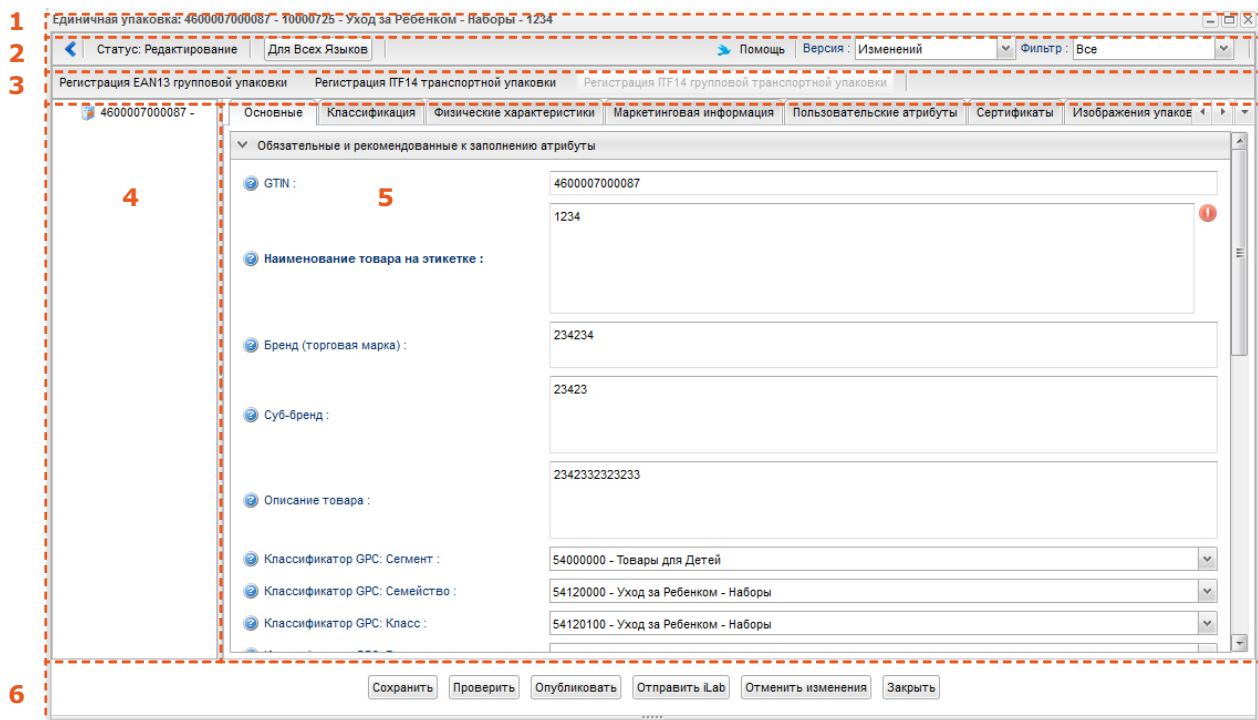 1
Единичная упаковка: 4600007000087 - 10000725 - Уход за Ребенком - Наборы - 1234
2
Статус: Редактирование Для Всех Языков Помощь Версия : Изменений Фильтр : Все
3
Регистрация EAN13 групповой упаковки Регистрация ITF14 транспортной упаковки Регистрация ITF14 групповой транспортной упаковки
4600007000087 -
Основные Классификация Физические характеристики Маркетинговая информация Пользовательские атрибуты Сертификаты Изображения упаков
Обязательные и рекомендованные к заполнению атрибуты
4
5
GTIN : 4600007000087
Наименование товара на этикетке : 1234
Бренд (торговая марка) : 234234
Суб-бренд : 23423
Описание товара : 2342332323233
Классификатор GPC: Сегмент : 54000000 - Товары для Детей
Классификатор GPC: Семейство : 54120000 - Уход за Ребенком - Наборы
Классификатор GPC: Класс : 54120100 - Уход за Ребенком - Наборы
6
Сохранить Проверить Опубликовать Отправить iLab Отменить изменения Закрыть